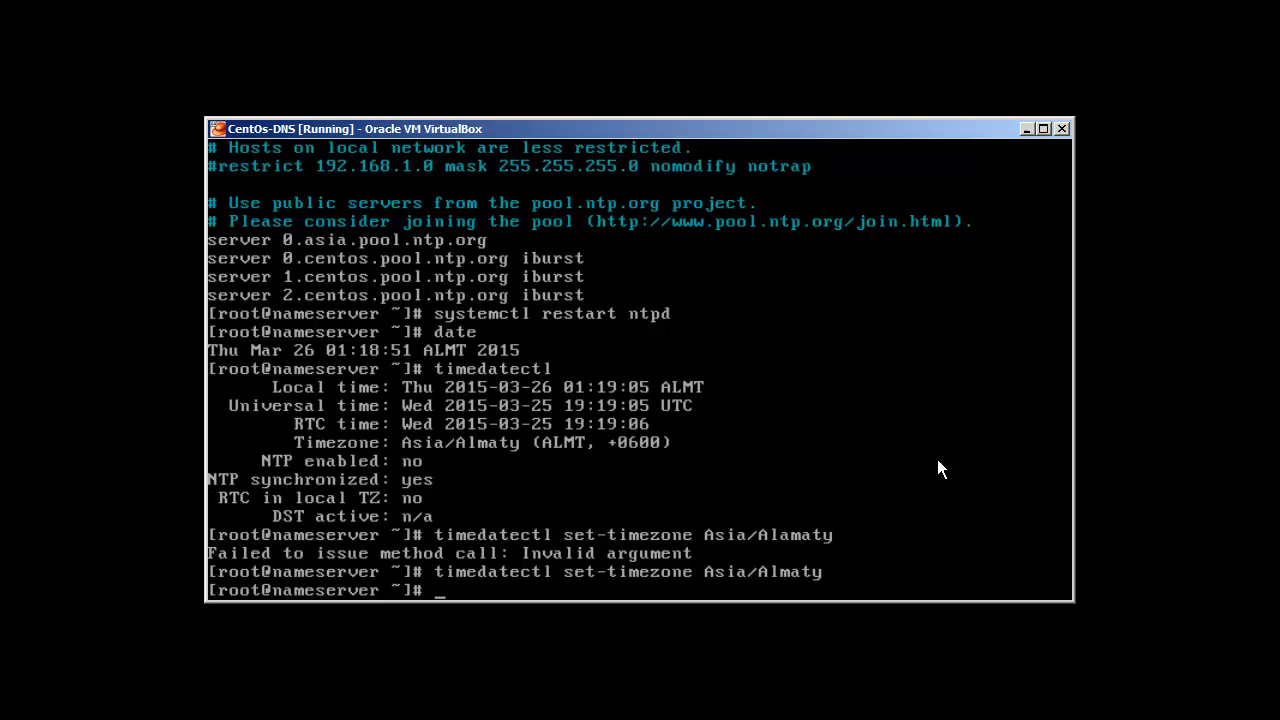 CentOs-DNS [Running] - Oracle VM VirtualBox
# Hosts on local network are less restricted.
#restrict 192.168.1.0 mask 255.255.255.0 nomodify notrap
# Use public servers from the pool.ntp.org project.
# Please consider joining the pool (http://www.pool.ntp.org/join.html).
server 0.asia.pool.ntp.org
server 0.centos.pool.ntp.org iburst
server 1.centos.pool.ntp.org iburst
server 2.centos.pool.ntp.org iburst
[root@nameserver ~]# systemctl restart ntpd
[root@nameserver ~]# date
Thu Mar 26 01:18:51 ALMT 2015
[root@nameserver ~]# timedatectl
Local time: Thu 2015-03-26 01:19:05 ALMT
Universal time: Wed 2015-03-25 19:19:05 UTC
RTC time: Wed 2015-03-25 19:19:06
Timezone: Asia/Almaty (ALMT, +0600)
NTP enabled: no
NTP synchronized: yes
RTC in local TZ: no
DST active: n/a
[root@nameserver ~]# timedatectl set-timezone Asia/Alamaty
Failed to issue method call: Invalid argument
[root@nameserver ~]# timedatectl set-timezone Asia/Almaty
[root@nameserver ~]# _